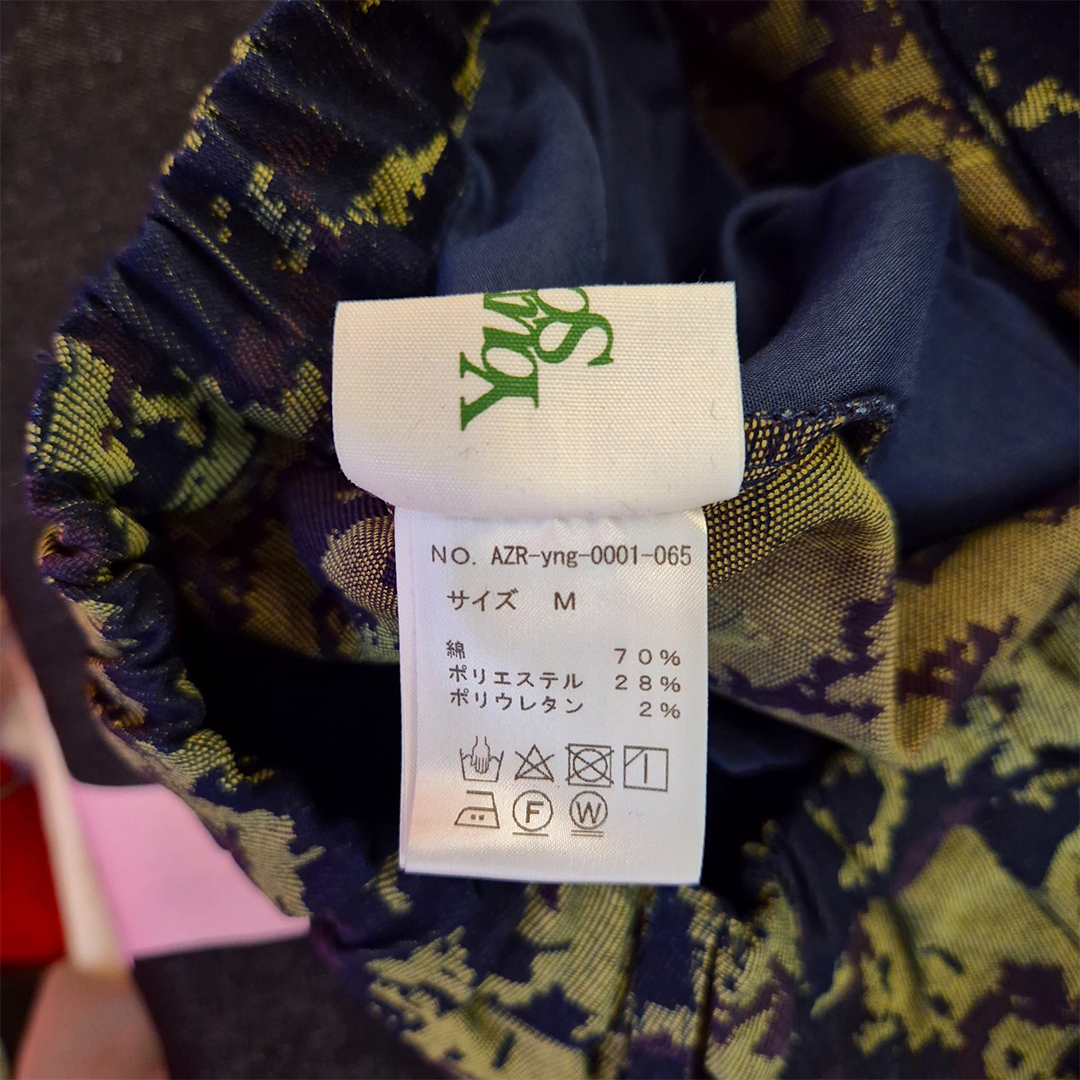 NO. AZR-yng-0001-065
サイズ M
綿 70%
ポリエステル 28%
ポリウレタン 2%
F W